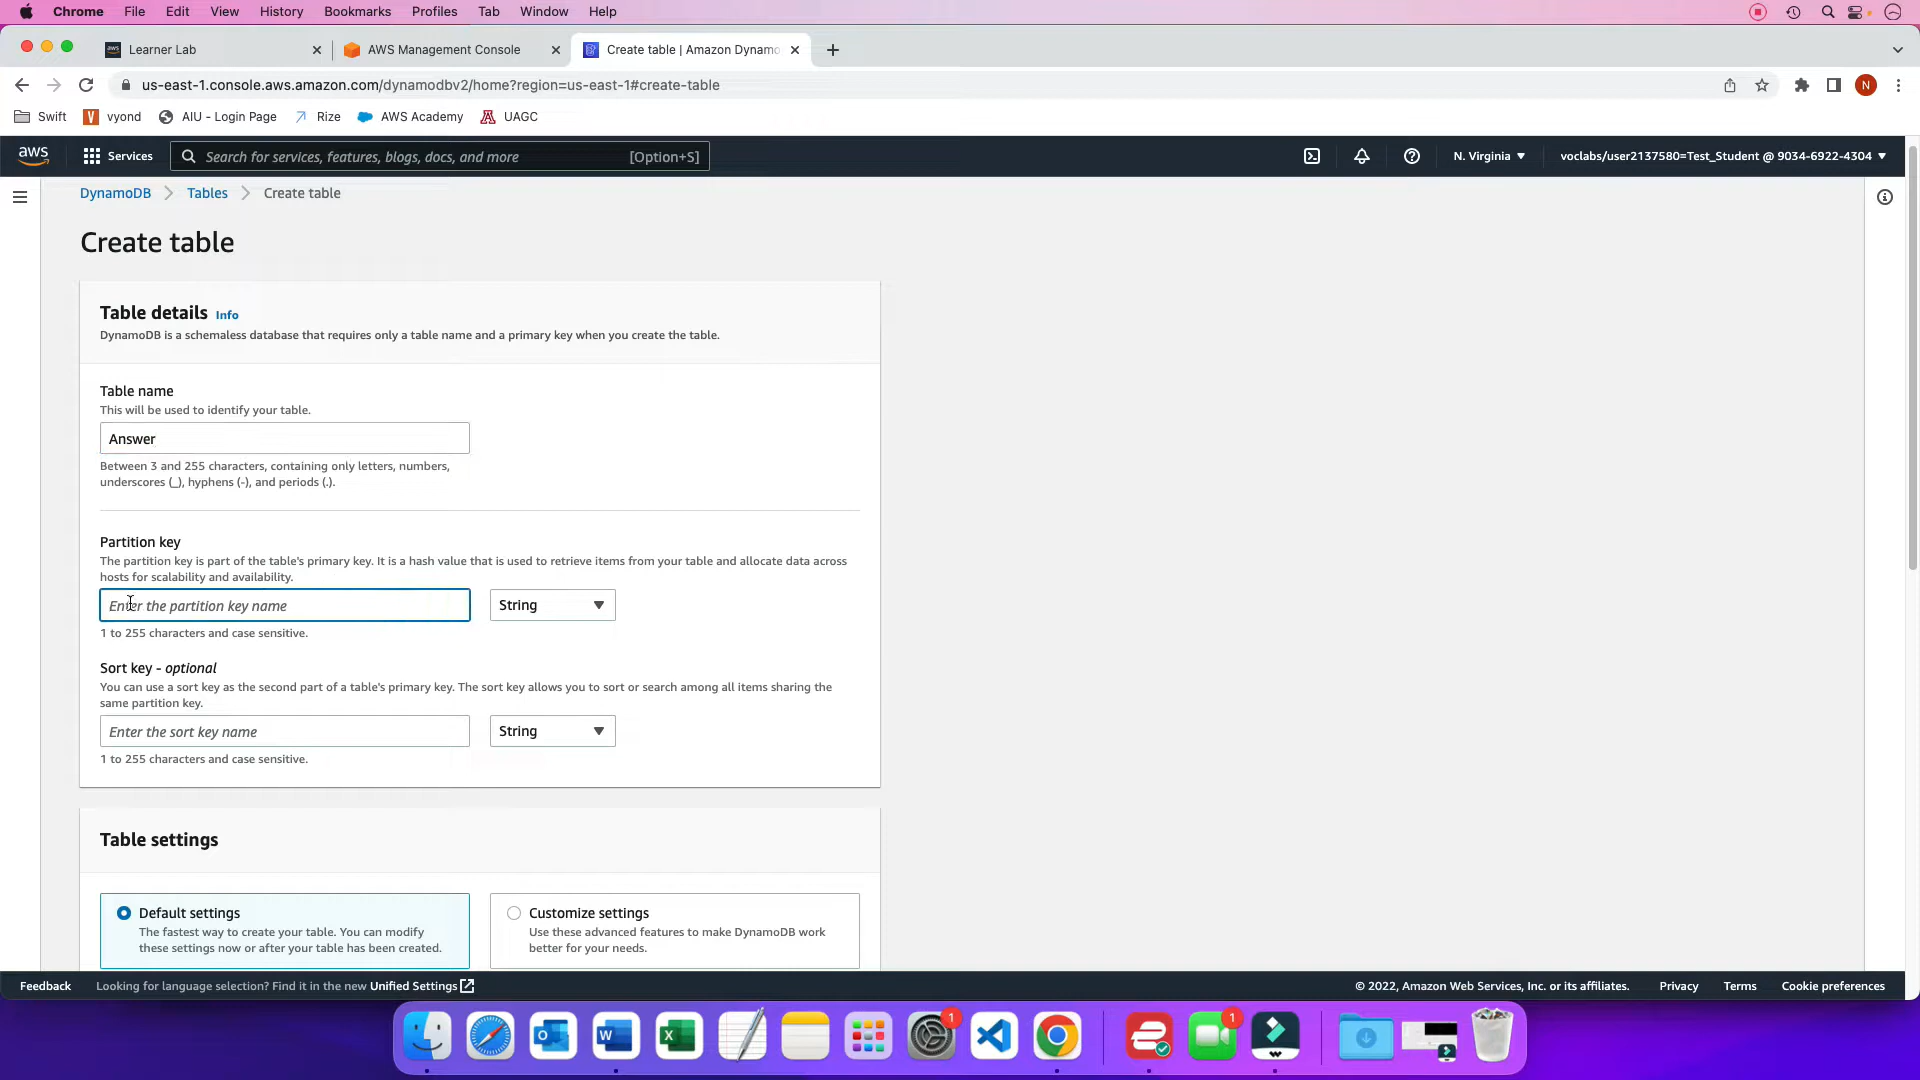 Chrome File Edit View History Bookmarks Profiles Tab Window Help
Learner Lab
AWS Management Console
Create table | Amazon Dynamo
us-east-1.console.aws.amazon.com/dynamodbv2/home?region=us-east-1#create-table
N
Swift vyond AIU - Login Page Rize AWS Academy UAGC
aws Services Search for services, features, blogs, docs, and more [Option+S] N. Virginia voclabs/user2137580=Test_Student @ 9034-6922-4304
DynamoDB Tables Create table
Create table
Table details Info
DynamoDB is a schemaless database that requires only a table name and a primary key when you create the table.
Table name
This will be used to identify your table.
Answer
Between 3 and 255 characters, containing only letters, numbers,
underscores (_), hyphens (-), and periods (.).
Partition key
The partition key is part of the table's primary key. It is a hash value that is used to retrieve items from your table and allocate data across
hosts for scalability and availability.
Enter the partition key name String
1 to 255 characters and case sensitive.
Sort key - optional
You can use a sort key as the second part of a table's primary key. The sort key allows you to sort or search among all items sharing the
same partition key.
Enter the sort key name String
1 to 255 characters and case sensitive.
Table settings
Default settings
The fastest way to create your table. You can modify
these settings now or after your table has been created.
Customize settings
Use these advanced features to make DynamoDB work
better for your needs.
Feedback Looking for language selection? Find it in the new Unified Settings © 2022, Amazon Web Services, Inc. or its affiliates. Privacy Terms Cookie preferences
1 1